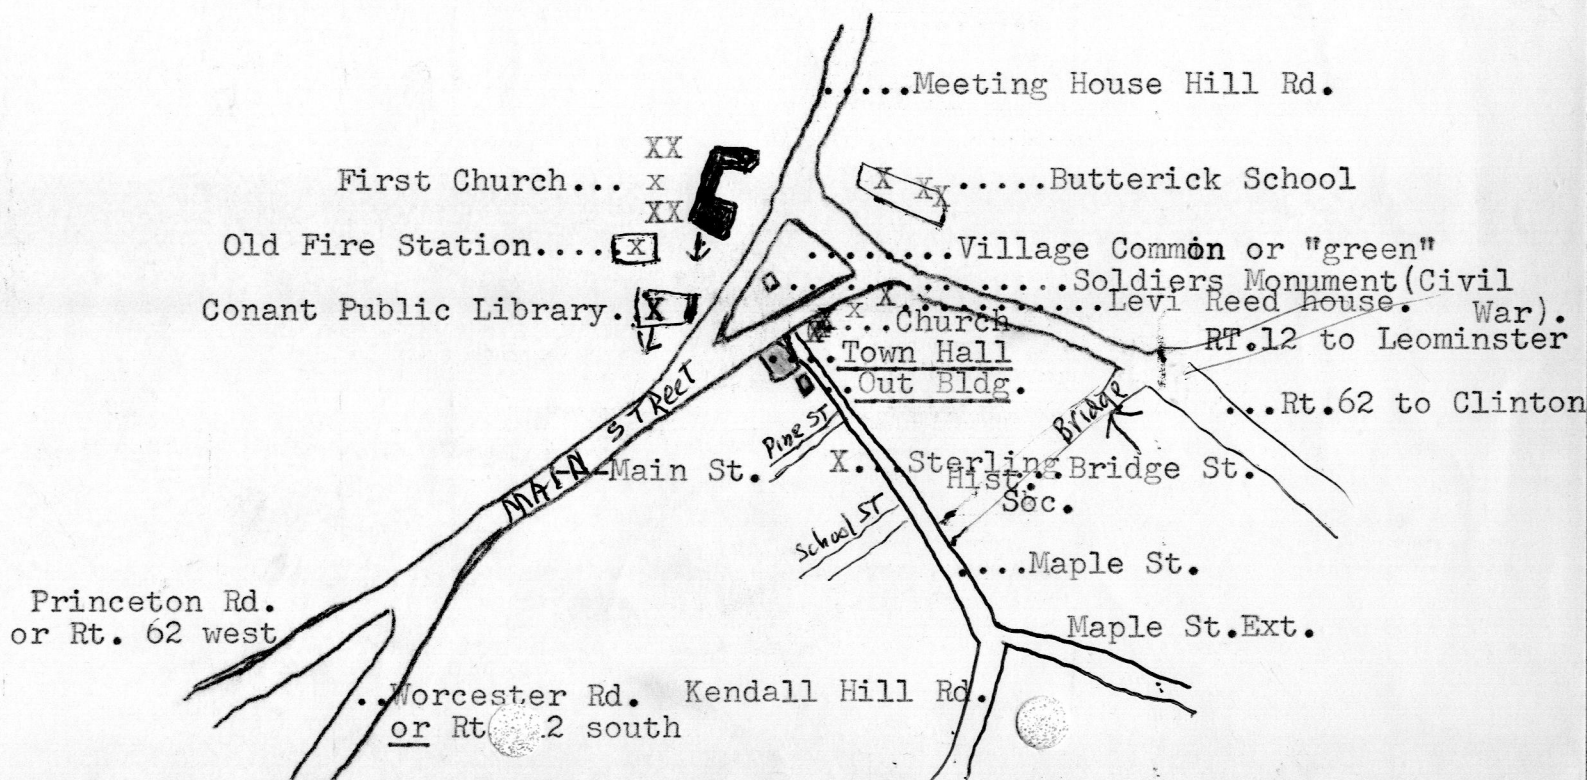 .....Meeting House Hill Rd.
XX
First Church... x
XX
X XX.....Butterick School
Old Fire Station....x
........Village Common or "green"
..............Soldiers Monument(Civil War).
Conant Public Library.X
X........Levi Reed house.
X x....Church
RT.12 to Leominster
..Town Hall
..Out Bldg.
...Rt.62 to Clinton
MAIN STREET
Main St.
Pine ST
Bridge
X...Sterling Hist. Soc.
...Bridge St.
School ST
....Maple St.
Princeton Rd.
or Rt. 62 west
Maple St.Ext.
..Worcester Rd.
or Rt. 2 south
Kendall Hill Rd.